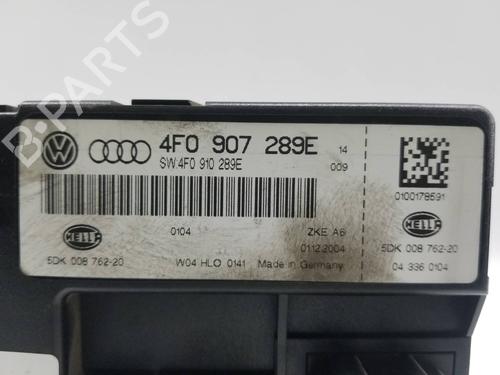 4F0 907 289E 14
SW:4F0 910 289E 009
0100178591
0104 ZKE A6
01.12.2004
HELLA
5DK 008 762-20
W04 HLO 0141 Made in Germany
HELLA
5DK 008 762-20
04 336 0104
B-PARTS